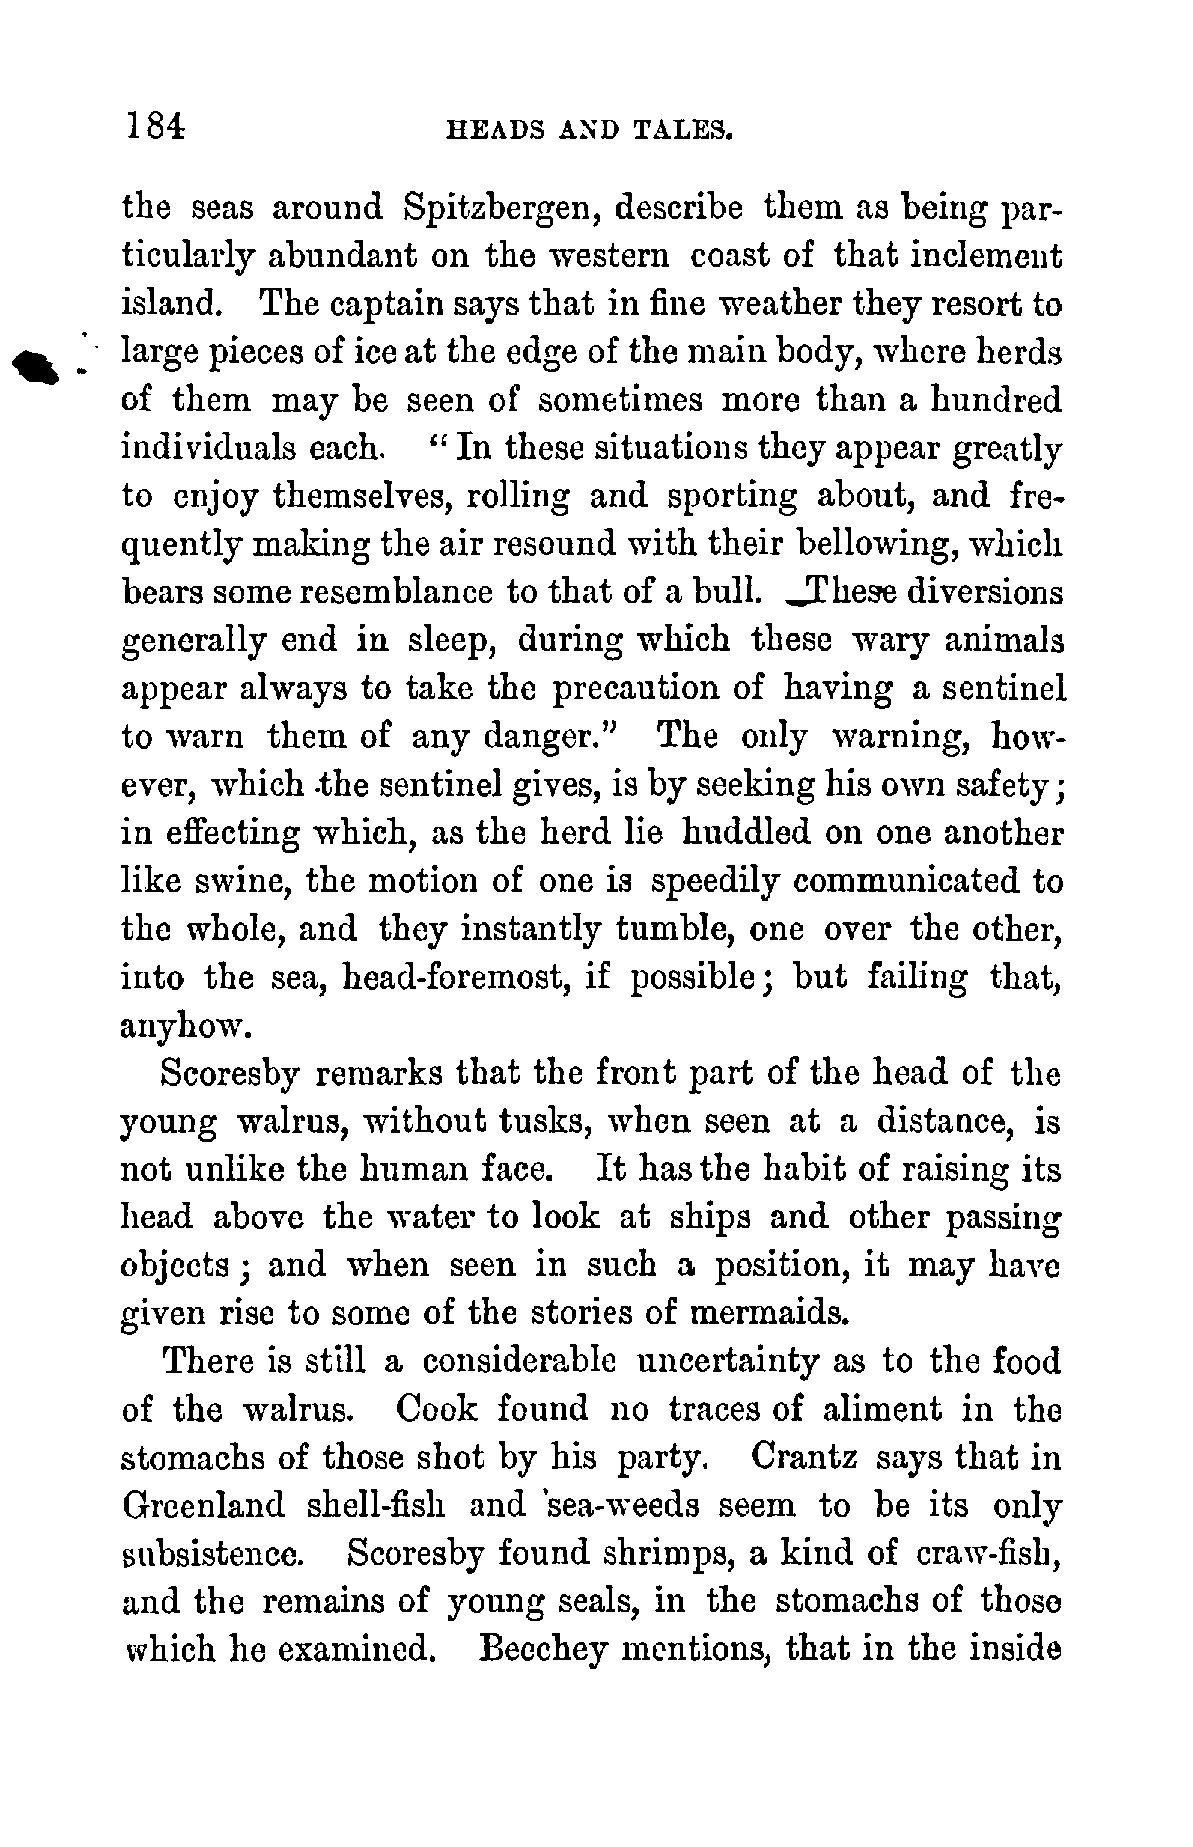 184 HEADS AND TALES.
the seas around Spitzbergen, describe them as being par-
ticularly abundant on the western coast of that inclement
island. The captain says that in fine weather they resort to
large pieces of ice at the edge of the main body, where herds
of them may be seen of sometimes more than a hundred
individuals each. “In these situations they appear greatly
to enjoy themselves, rolling and sporting about, and fre-
quently making the air resound with their bellowing, which
bears some resemblance to that of a bull. These diversions
generally end in sleep, during which these wary animals
appear always to take the precaution of having a sentinel
to warn them of any danger.” The only warning, how-
ever, which the sentinel gives, is by seeking his own safety;
in effecting which, as the herd lie huddled on one another
like swine, the motion of one is speedily communicated to
the whole, and they instantly tumble, one over the other,
into the sea, head-foremost, if possible; but failing that,
anyhow.
Scoresby remarks that the front part of the head of the
young walrus, without tusks, when seen at a distance, is
not unlike the human face. It has the habit of raising its
head above the water to look at ships and other passing
objects; and when seen in such a position, it may have
given rise to some of the stories of mermaids.
There is still a considerable uncertainty as to the food
of the walrus. Cook found no traces of aliment in the
stomachs of those shot by his party. Crantz says that in
Greenland shell-fish and sea-weeds seem to be its only
subsistence. Scoresby found shrimps, a kind of craw-fish,
and the remains of young seals, in the stomachs of those
which he examined. Beechey mentions, that in the inside